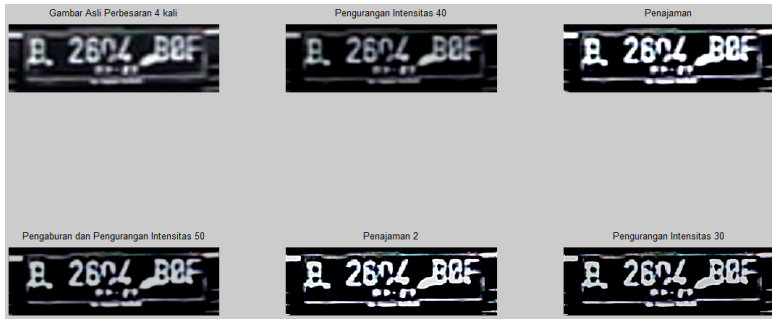 Gambar Asli Perbesaran 4 kali
Pengurangan Intensitas 40
Penajaman
B 2604 BOF
B 2604 BOF
B 2604 BOF
Pengaburan dan Pengurangan Intensitas 50
Penajaman 2
Pengurangan Intensitas 30
B 2604 BOF
B 2604 BOF
B 2604 BOF